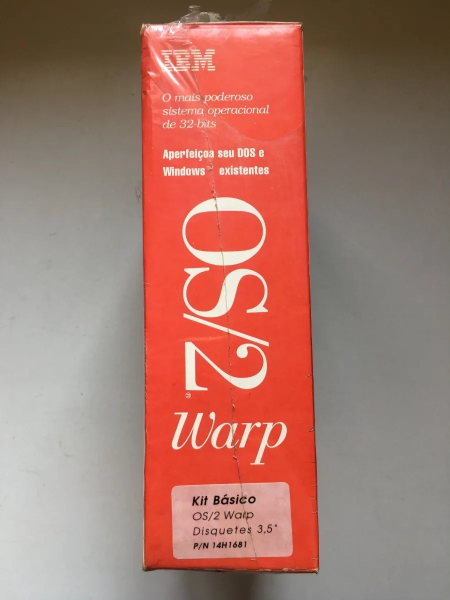 IBM
O mais poderoso
sistema operacional
de 32-bits
Aperfeiçoa seu DOS e
Windows™ existentes
OS/2®
Warp
Kit Básico
OS/2 Warp
Disquetes 3,5"
P/N 14H1681